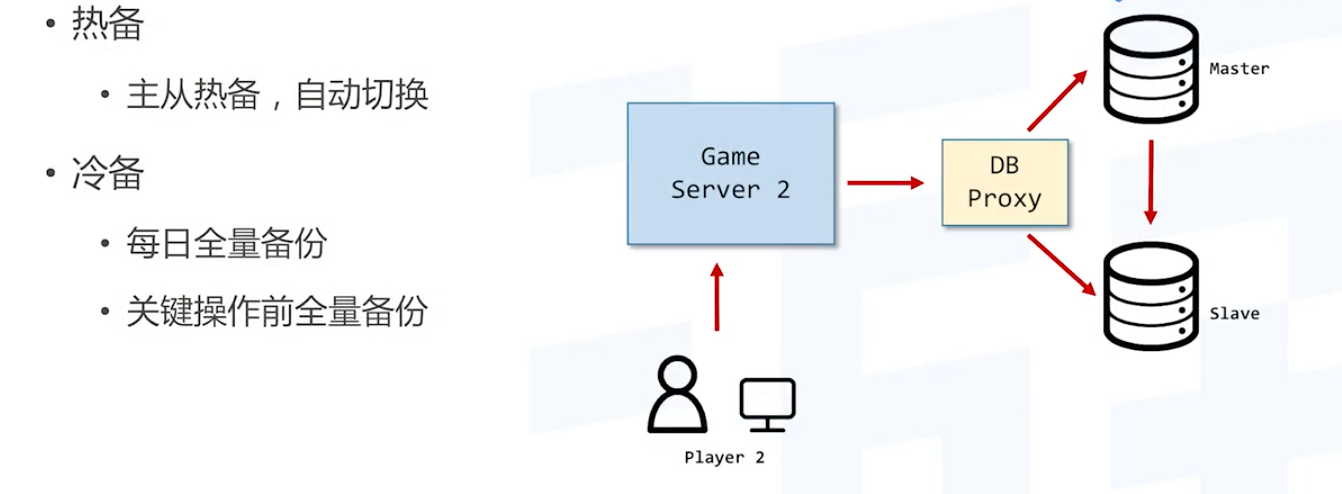 热备
主从热备，自动切换
冷备
每日全量备份
关键操作前全量备份
Game
Server 2
DB
Proxy
Master
Slave
Player 2